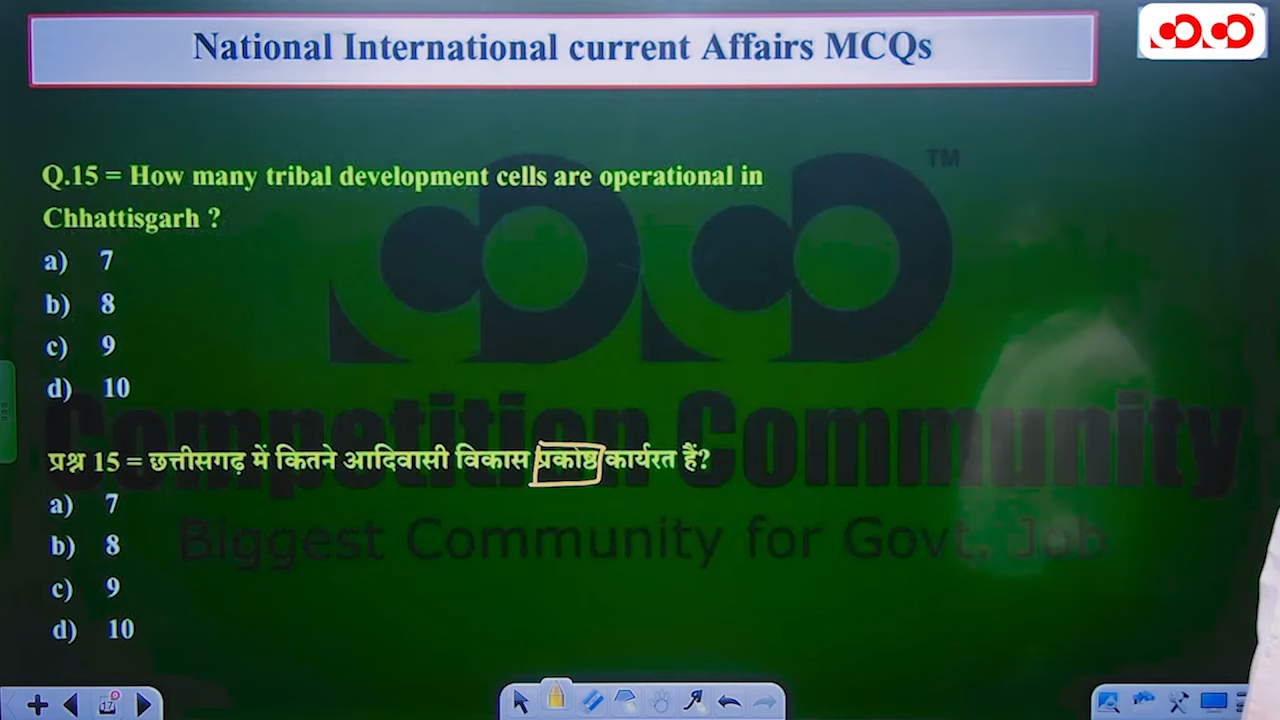 National International current Affairs MCQs
TM
Q.15 = How many tribal development cells are operational in
Chhattisgarh ?
a) 7
b) 8
c) 9
d) 10
Competition Community
प्रश्न 15 = छत्तीसगढ़ में कितने आदिवासी विकास प्रकोष्ठ कार्यरत हैं?
a) 7
b) 8
Biggest Community for Govt. Job
c) 9
d) 10
17